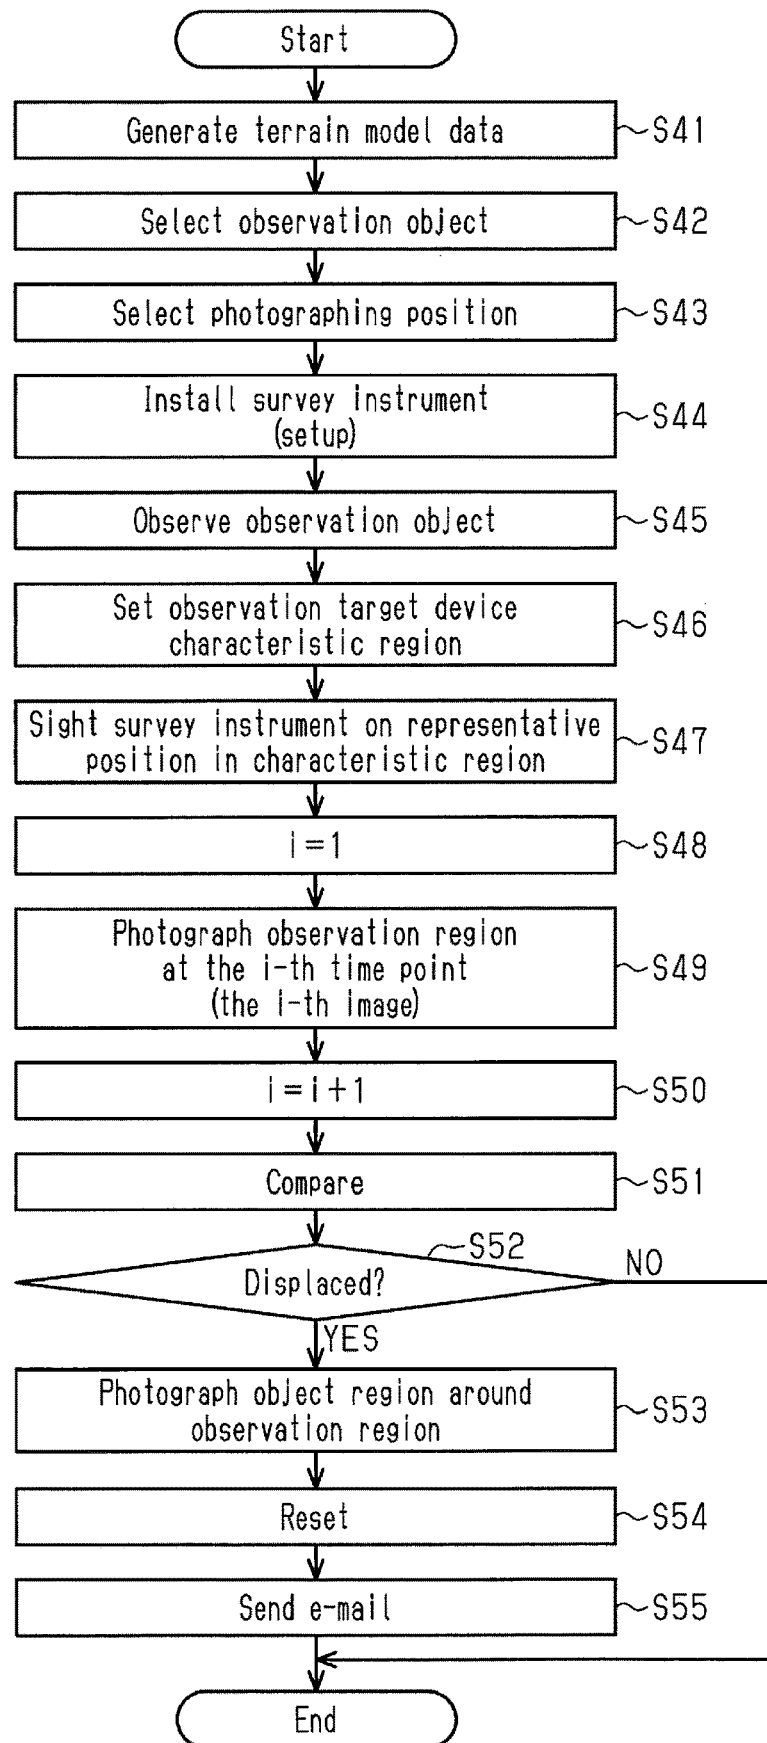 Start
Generate terrain model data
S41
Select observation object
S42
Select photographing position
S43
Install survey instrument
(setup)
S44
Observe observation object
S45
Set observation target device
characteristic region
S46
Sight survey instrument on representative
position in characteristic region
S47
i=1
S48
Photograph observation region
at the i-th time point
(the i-th image)
S49
i=i+1
S50
Compare
S51
S52
Displaced?
NO
YES
Photograph object region around
observation region
S53
Reset
S54
Send e-mail
S55
End